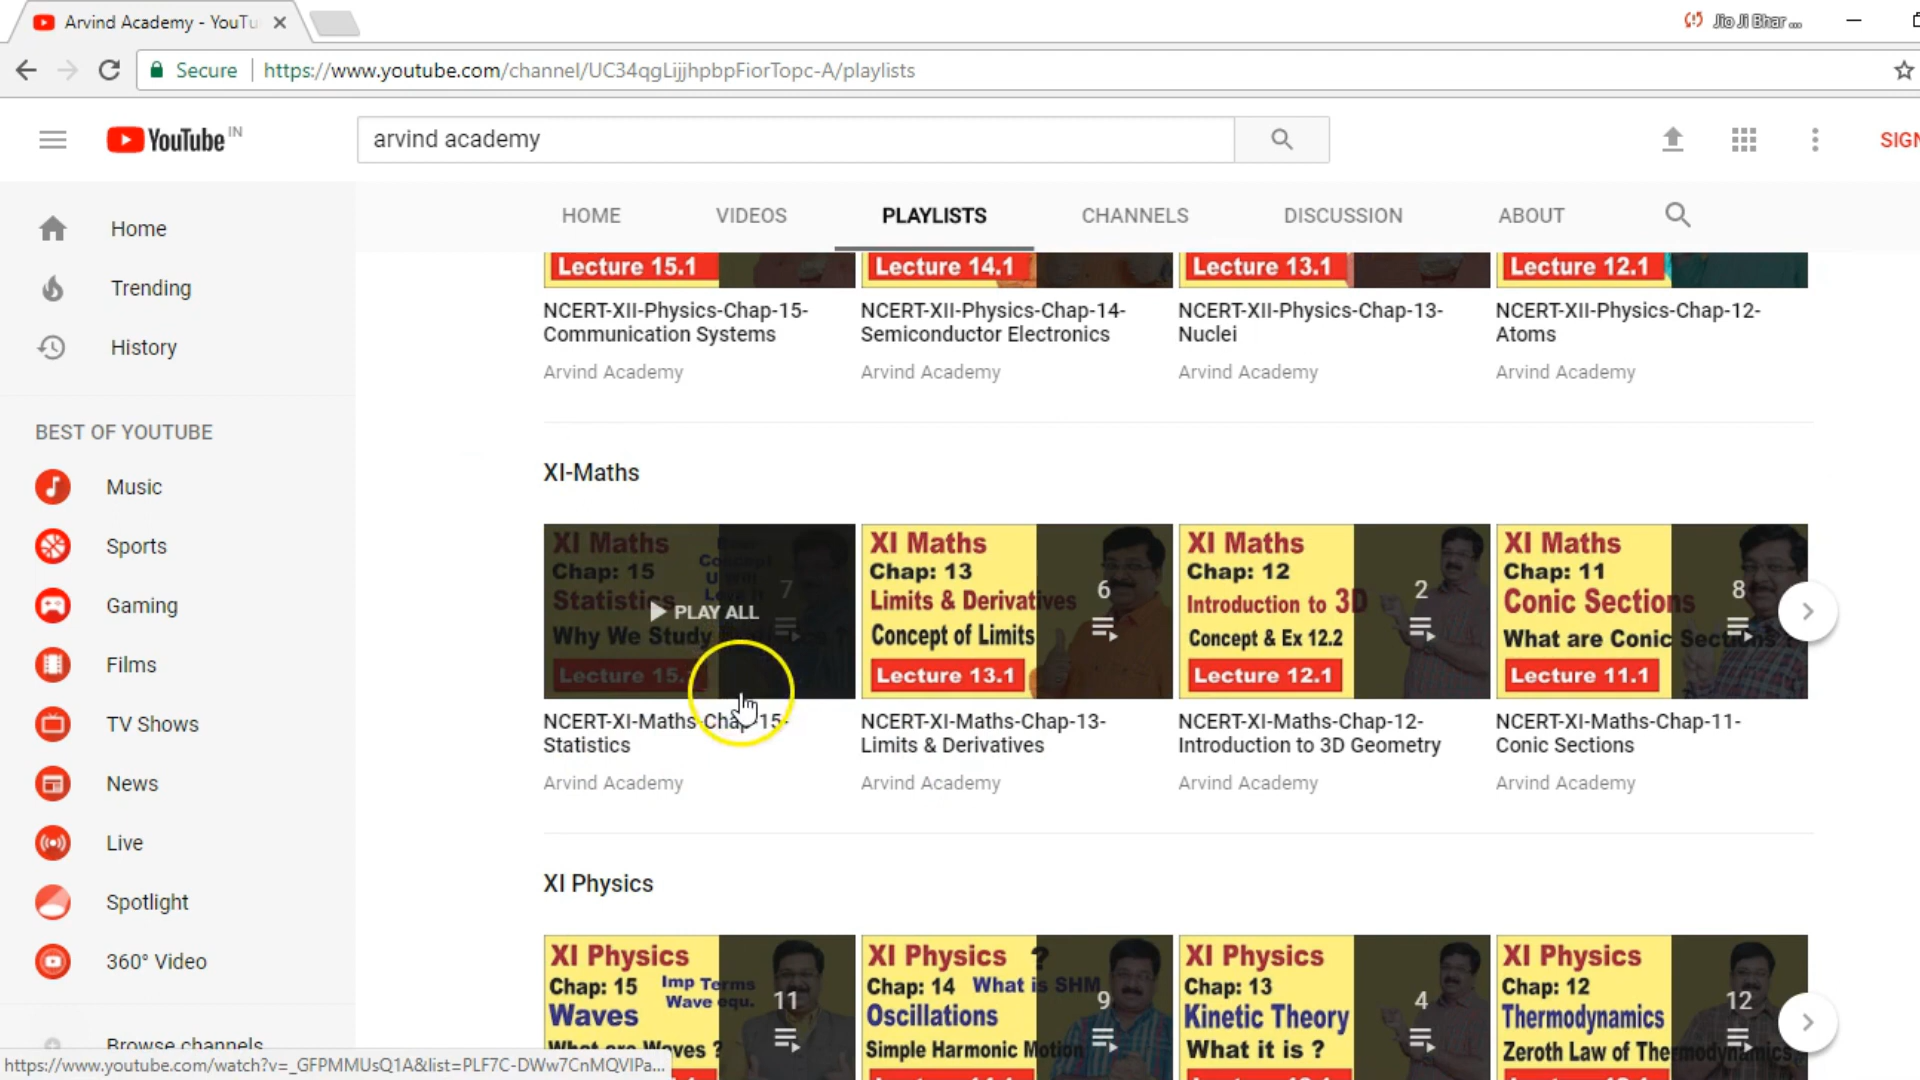 Arvind Academy - YouTu
Jio Ji Bhar ...
Secure
https://www.youtube.com/channel/UC34qgLijjhpbpFiorTopc-A/playlists
YouTube IN
arvind academy
SIGN
HOME VIDEOS PLAYLISTS CHANNELS DISCUSSION ABOUT
Home
Trending
History
BEST OF YOUTUBE
Music
Sports
Gaming
Films
TV Shows
News
Live
Spotlight
360° Video
Browse channels
Lecture 15.1
NCERT-XII-Physics-Chap-15-
Communication Systems
Arvind Academy
Lecture 14.1
NCERT-XII-Physics-Chap-14-
Semiconductor Electronics
Arvind Academy
Lecture 13.1
NCERT-XII-Physics-Chap-13-
Nuclei
Arvind Academy
Lecture 12.1
NCERT-XII-Physics-Chap-12-
Atoms
Arvind Academy
XI-Maths
XI Maths
Chap: 15
Statistics
Why We Study
Lecture 15.
7
PLAY ALL
NCERT-XI-Maths-Chap-15-
Statistics
Arvind Academy
XI Maths
Chap: 13
Limits & Derivatives
Concept of Limits
Lecture 13.1
6
NCERT-XI-Maths-Chap-13-
Limits & Derivatives
Arvind Academy
XI Maths
Chap: 12
Introduction to 3D
Concept & Ex 12.2
Lecture 12.1
2
NCERT-XI-Maths-Chap-12-
Introduction to 3D Geometry
Arvind Academy
XI Maths
Chap: 11
Conic Sections
What are Conic Sections?
Lecture 11.1
8
NCERT-XI-Maths-Chap-11-
Conic Sections
Arvind Academy
XI Physics
XI Physics
Chap: 15
Imp Terms
Wave equ.
Waves
What are Waves ?
11
XI Physics ?
Chap: 14 What is SHM
Oscillations
Simple Harmonic Motion
9
XI Physics
Chap: 13
Kinetic Theory
What it is ?
4
XI Physics
Chap: 12
Thermodynamics
Zeroth Law of Thermodynamics
12
https://www.youtube.com/watch?v=_GFPMMUsQ1A&list=PLF7C-DWw7CnMQVIPa...